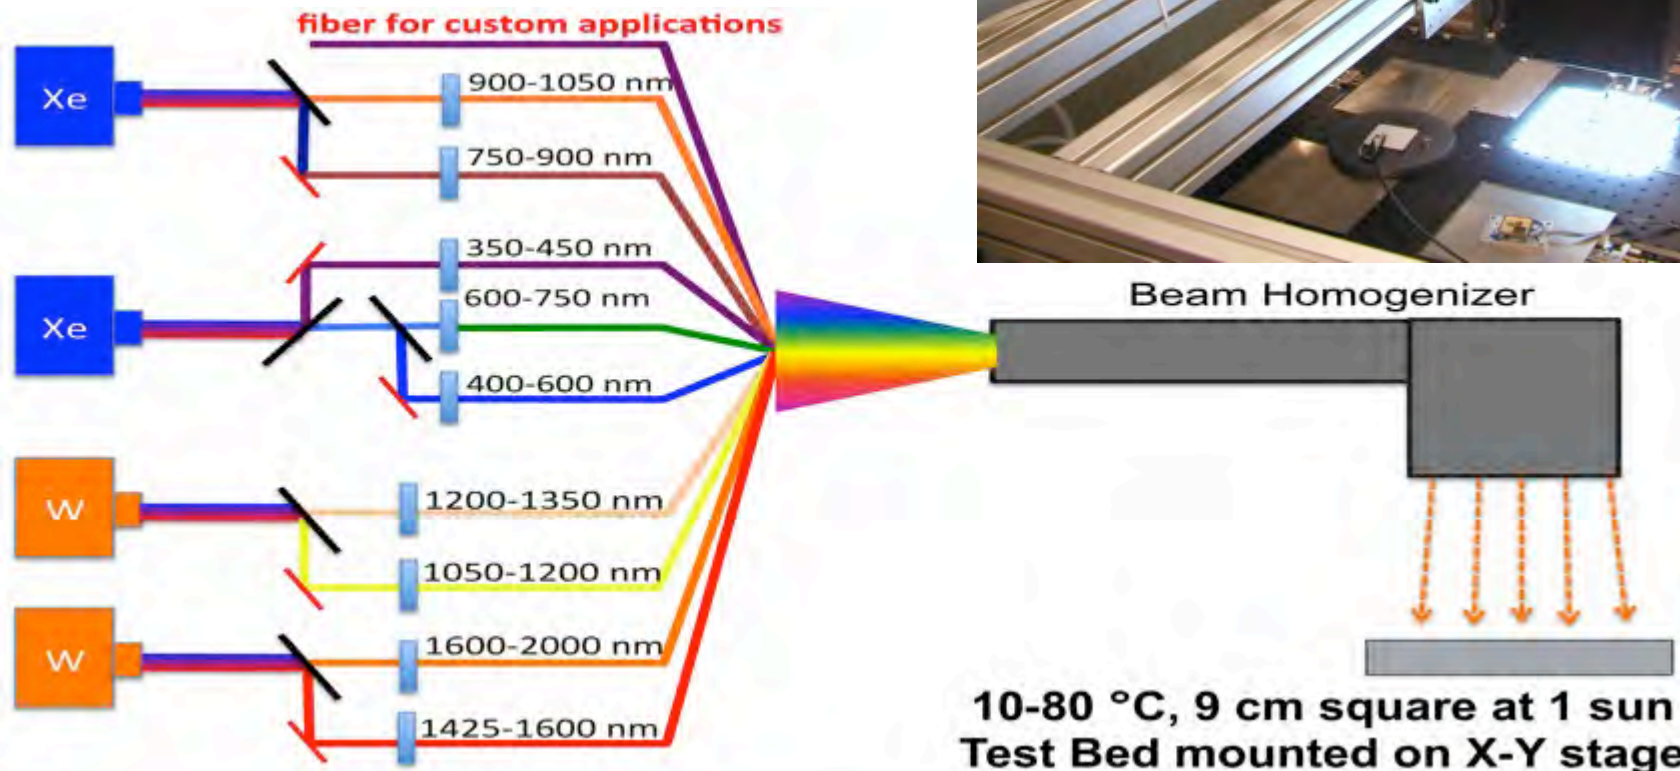 fiber for custom applications
Xe
900-1050 nm
750-900 nm
Xe
350-450 nm
600-750 nm
400-600 nm
Beam Homogenizer
W
1200-1350 nm
1050-1200 nm
W
1600-2000 nm
1425-1600 nm
10-80 °C, 9 cm square at 1 sun
Test Bed mounted on X-Y stage